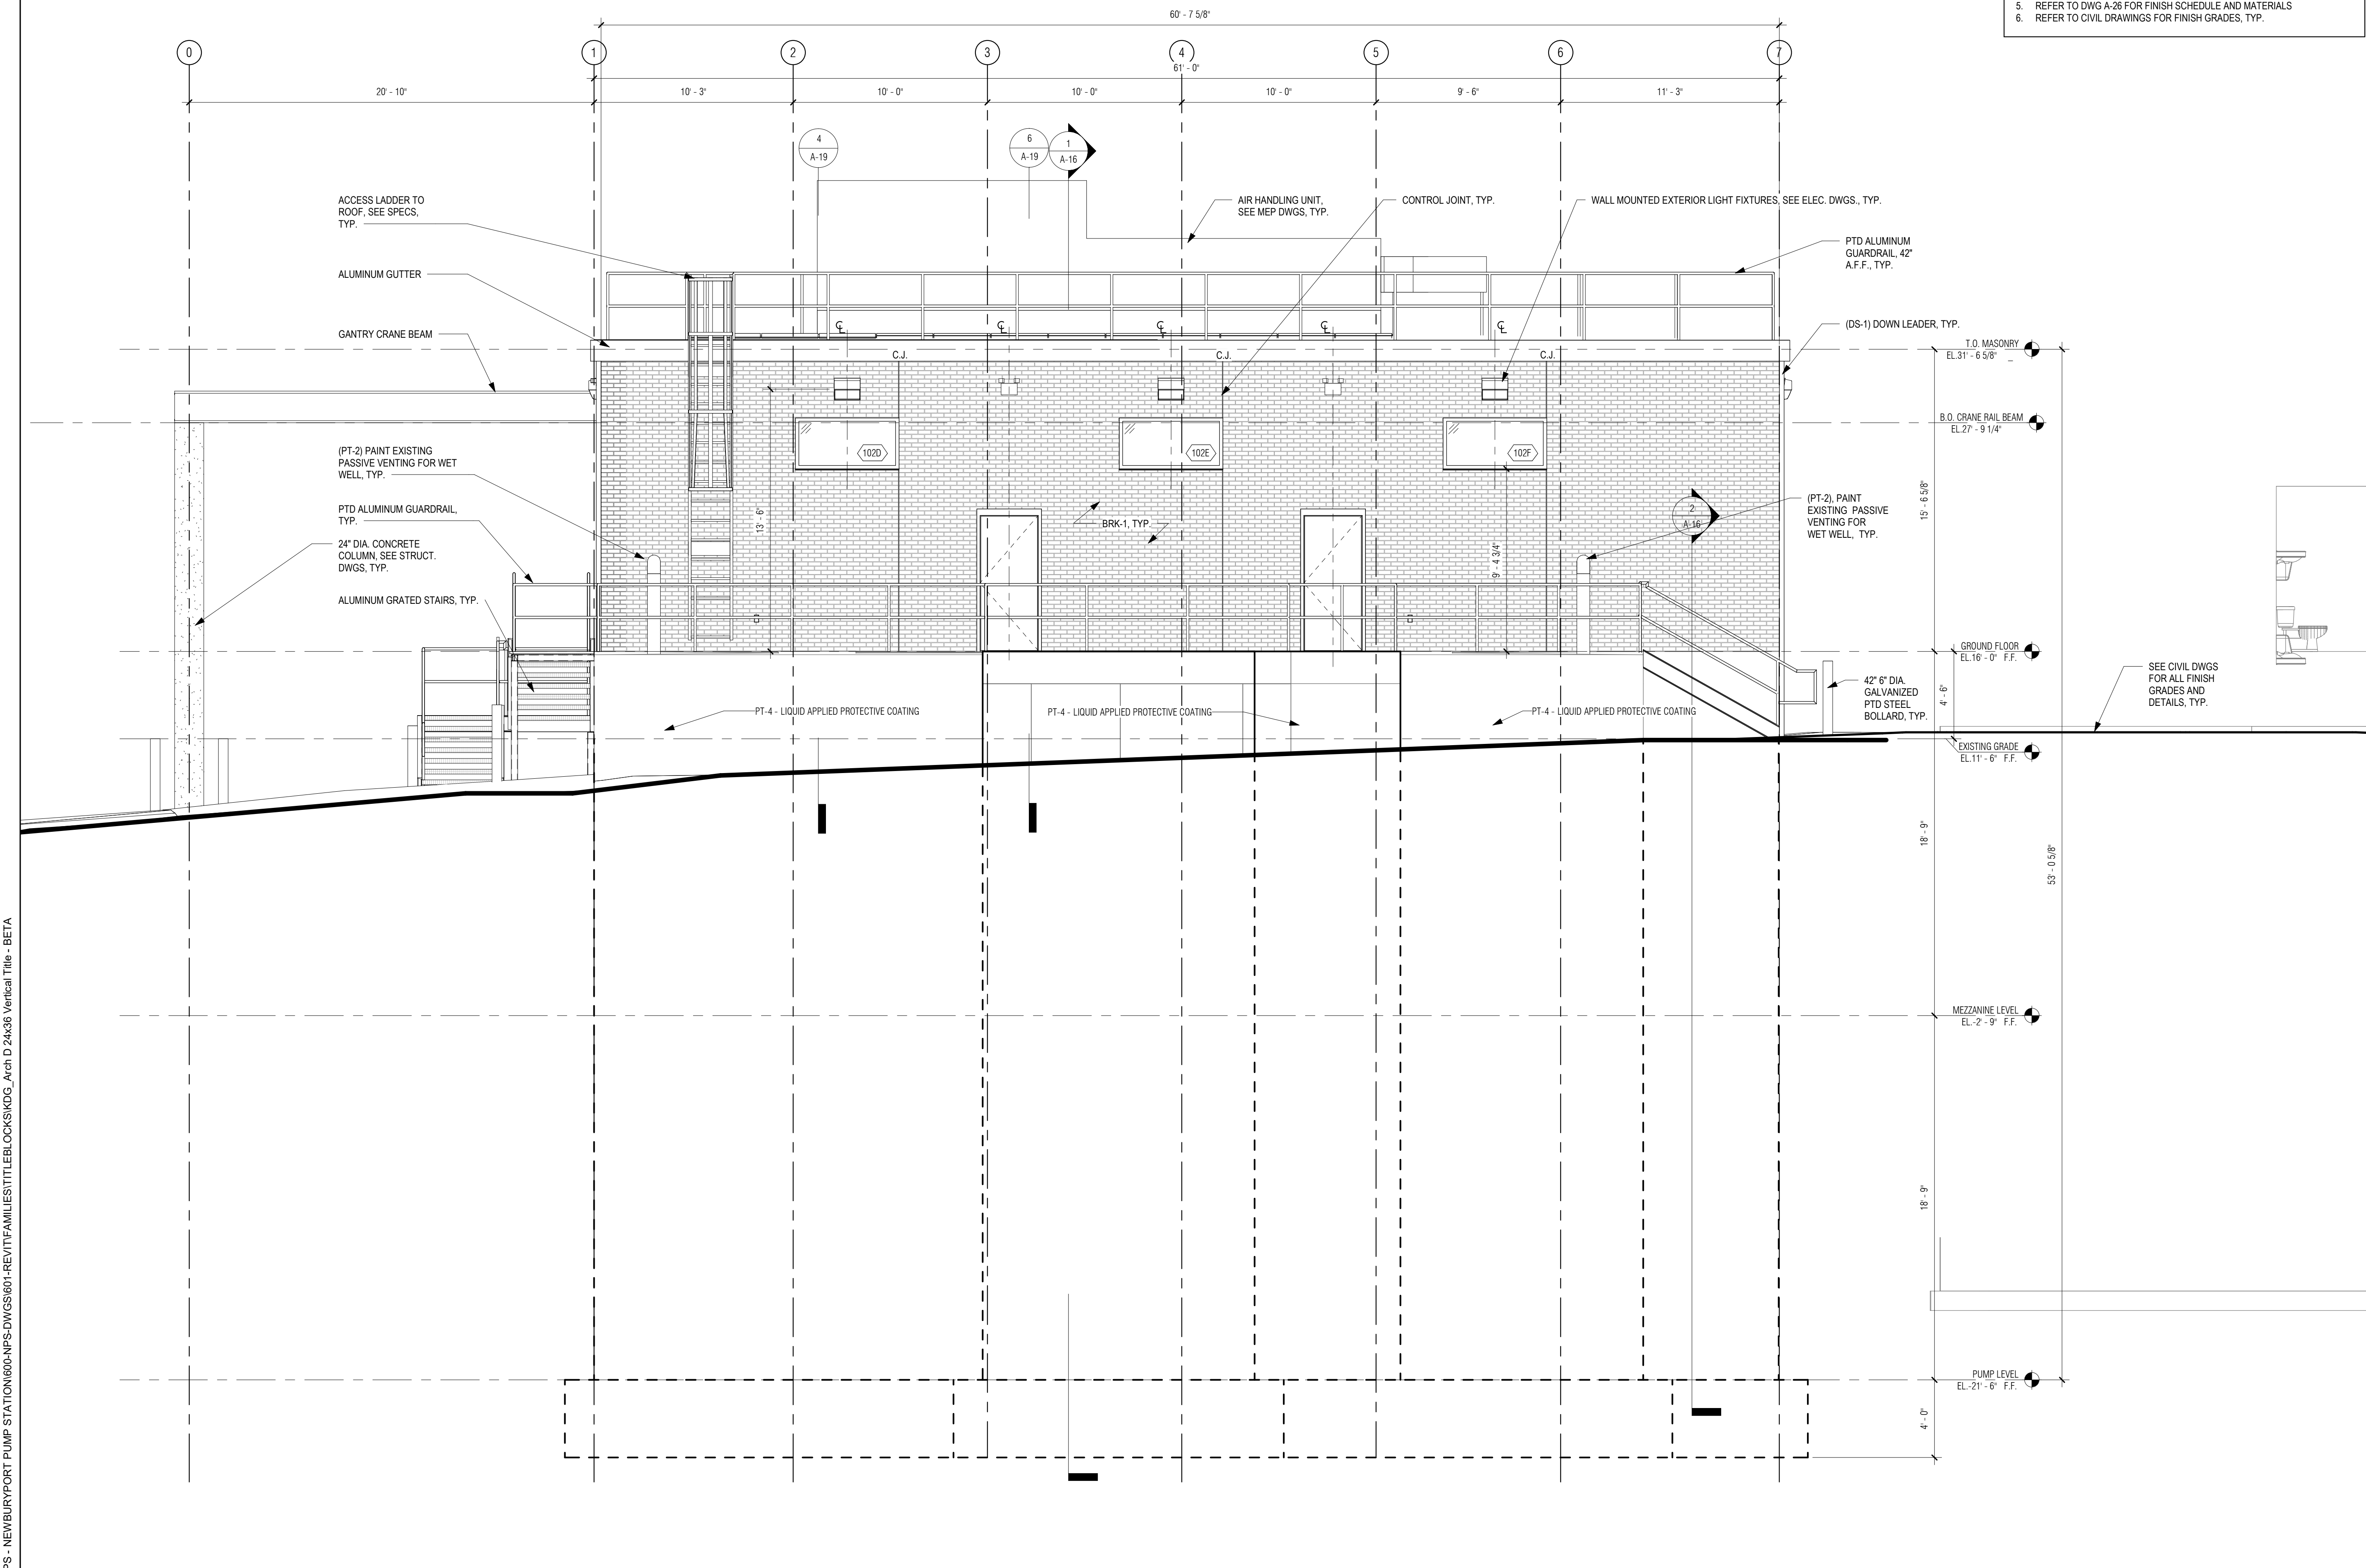 5. REFER TO DWG A-26 FOR FINISH SCHEDULE AND MATERIALS
6. REFER TO CIVIL DRAWINGS FOR FINISH GRADES, TYP.
60' - 7 5/8"
0
1
2
3
4
5
6
7
61' - 0"
20' - 10"
10' - 3"
10' - 0"
10' - 0"
10' - 0"
9' - 6"
11' - 3"
4
A-19
6
A-19
1
A-16
ACCESS LADDER TO
ROOF, SEE SPECS,
TYP.
AIR HANDLING UNIT,
SEE MEP DWGS, TYP.
CONTROL JOINT, TYP.
WALL MOUNTED EXTERIOR LIGHT FIXTURES, SEE ELEC. DWGS., TYP.
PTD ALUMINUM
GUARDRAIL, 42"
A.F.F., TYP.
ALUMINUM GUTTER
GANTRY CRANE BEAM
(DS-1) DOWN LEADER, TYP.
T.O. MASONRY
EL.31' - 6 5/8"
C.J.
C.J.
C.J.
B.O. CRANE RAIL BEAM
EL.27' - 9 1/4"
102D
102E
102F
(PT-2) PAINT EXISTING
PASSIVE VENTING FOR WET
WELL, TYP.
PTD ALUMINUM GUARDRAIL,
TYP.
24" DIA. CONCRETE
COLUMN, SEE STRUCT.
DWGS, TYP.
ALUMINUM GRATED STAIRS, TYP.
13' - 6"
BRK-1, TYP.
9' - 4 3/4"
2
A-16
(PT-2), PAINT
EXISTING PASSIVE
VENTING FOR
WET WELL, TYP.
15' - 6 5/8"
GROUND FLOOR
EL.16' - 0" F.F.
42" 6" DIA.
GALVANIZED
PTD STEEL
BOLLARD, TYP.
4' - 6"
SEE CIVIL DWGS
FOR ALL FINISH
GRADES AND
DETAILS, TYP.
PT-4 - LIQUID APPLIED PROTECTIVE COATING
PT-4 - LIQUID APPLIED PROTECTIVE COATING
PT-4 - LIQUID APPLIED PROTECTIVE COATING
EXISTING GRADE
EL.11' - 6" F.F.
18' - 9"
53' - 0 5/8"
MEZZANINE LEVEL
EL.-2' - 9" F.F.
18' - 9"
PUMP LEVEL
EL.-21' - 6" F.F.
4' - 0"
PS - NEWBURYPORT PUMP STATION\600-NPS-DWGS\601-REVIT\FAMILIES\TITLEBLOCKS\KDG_Arch D 24x36 Vertical Title - BETA